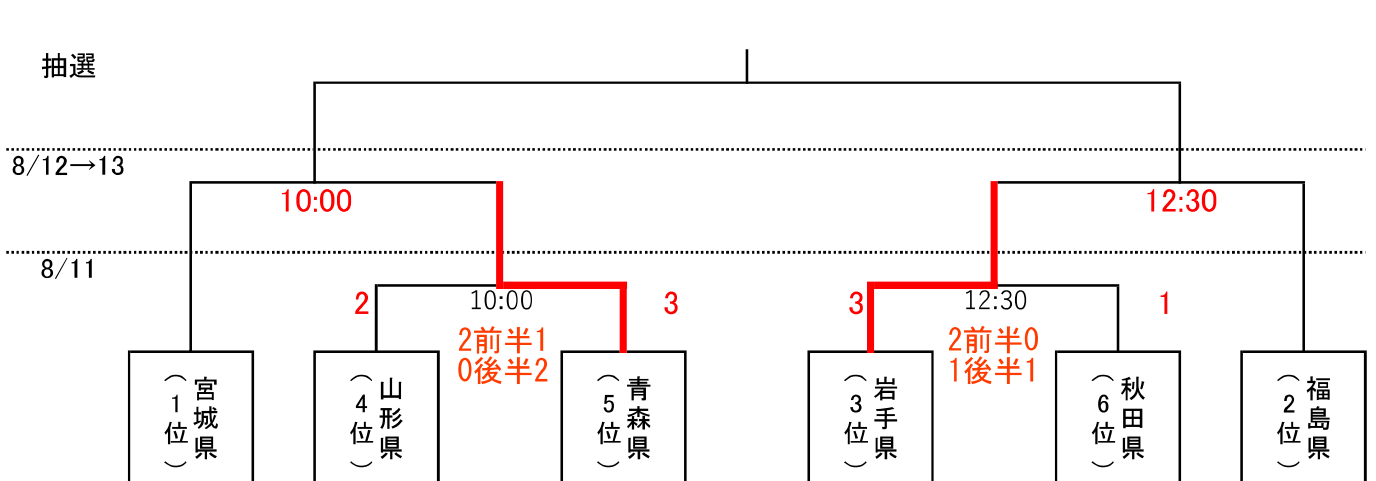 抽選
8/12→13
10:00
12:30
8/11
2
10:00
3
3
12:30
1
2前半1
0後半2
2前半0
1後半1
宮城県
（1位）
山形県
（4位）
青森県
（5位）
岩手県
（3位）
秋田県
（6位）
福島県
（2位）